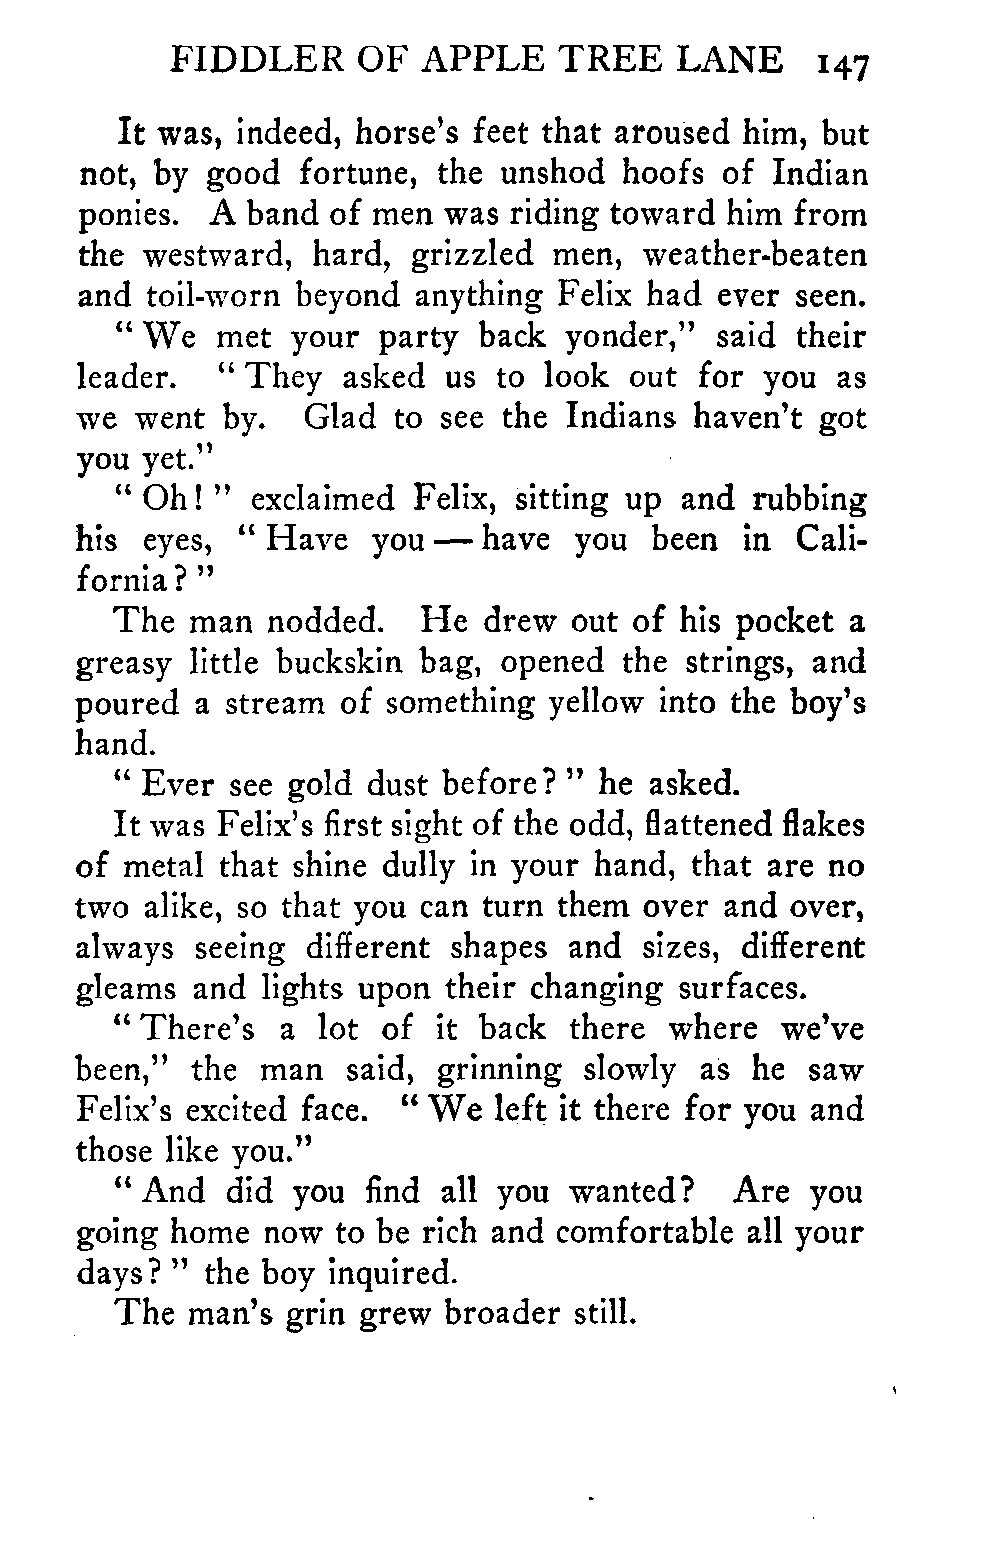 FIDDLER OF APPLE TREE LANE 147
It was, indeed, horse's feet that aroused him, but
not, by good fortune, the unshod hoofs of Indian
ponies. A band of men was riding toward him from
the westward, hard, grizzled men, weather-beaten
and toil-worn beyond anything Felix had ever seen.
" We met your party back yonder," said their
leader. " They asked us to look out for you as
we went by. Glad to see the Indians haven't got
you yet."
" Oh! " exclaimed Felix, sitting up and rubbing
his eyes, " Have you — have you been in Cali-
fornia? "
The man nodded. He drew out of his pocket a
greasy little buckskin bag, opened the strings, and
poured a stream of something yellow into the boy's
hand.
" Ever see gold dust before? " he asked.
It was Felix's first sight of the odd, flattened flakes
of metal that shine dully in your hand, that are no
two alike, so that you can turn them over and over,
always seeing different shapes and sizes, different
gleams and lights upon their changing surfaces.
" There's a lot of it back there where we've
been," the man said, grinning slowly as he saw
Felix's excited face. " We left it there for you and
those like you."
" And did you find all you wanted? Are you
going home now to be rich and comfortable all your
days? " the boy inquired.
The man's grin grew broader still.